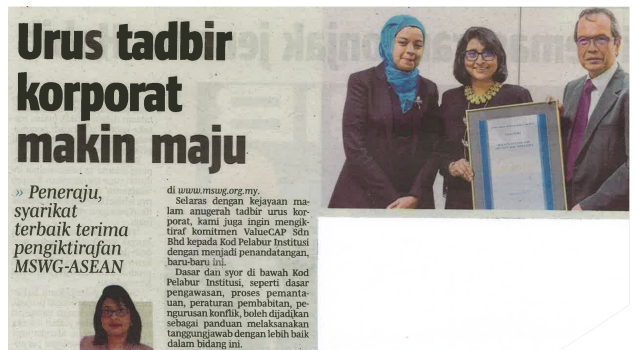 Urus tadbir
korporat
makin maju
» Peneraju,
syarikat
terbaik terima
pengiktirafan
MSWG-ASEAN
di www.mswg.org.my.
Selaras dengan kejayaan ma-
lam anugerah tadbir urus kor-
porat, kami juga ingin mengik-
tiraf komitmen ValueCAP Sdn
Bhd kepada Kod Pelabur Institusi
dengan menjadi penandatangan,
baru-baru ini.
Dasar dan syor di bawah Kod
Pelabur Institusi, seperti dasar
pengawasan, proses pemanta-
uan, peraturan pembabitan, pe-
ngurusan konflik, boleh dijadikan
sebagai panduan melaksanakan
tanggungjawab dengan lebih baik
dalam bidang ini.